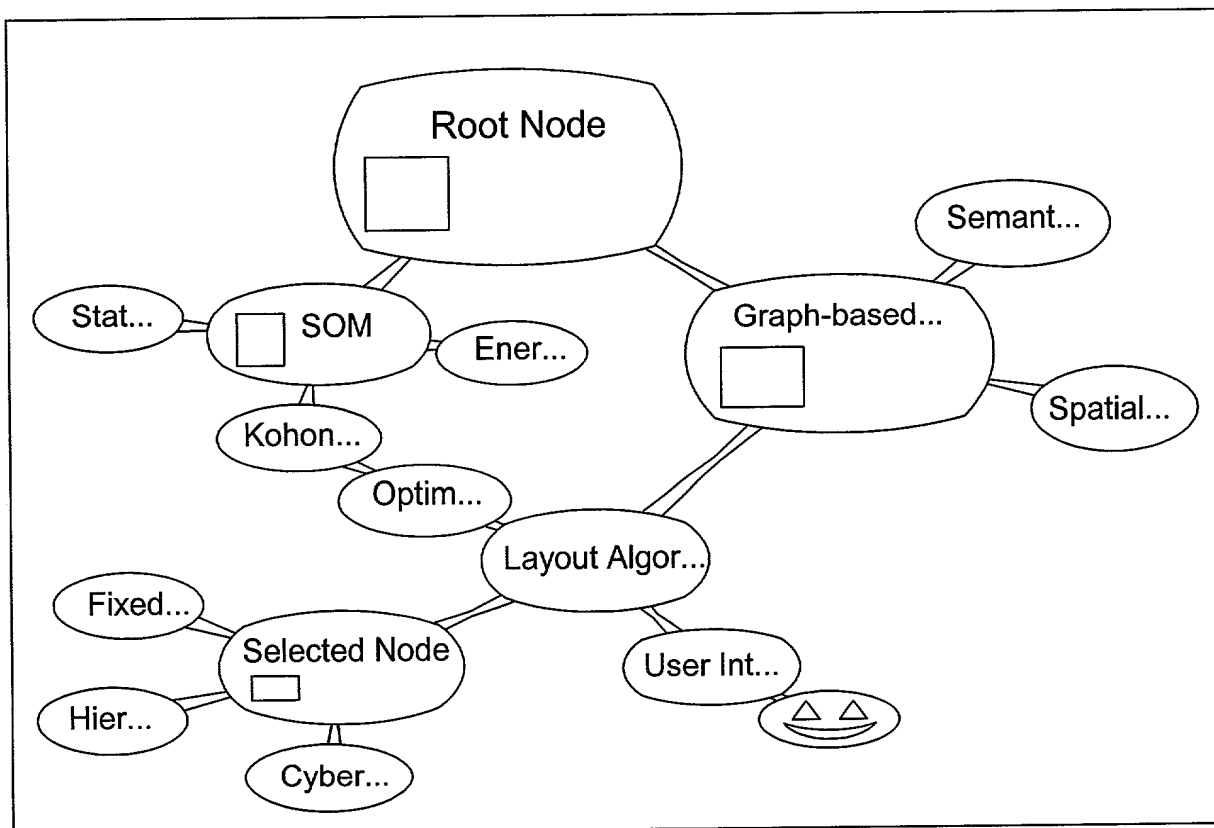 Root Node
Semant...
Stat...
SOM
Ener...
Graph-based...
Spatial...
Kohon...
Optim...
Layout Algor...
Fixed...
Selected Node
User Int...
Hier...
Cyber...